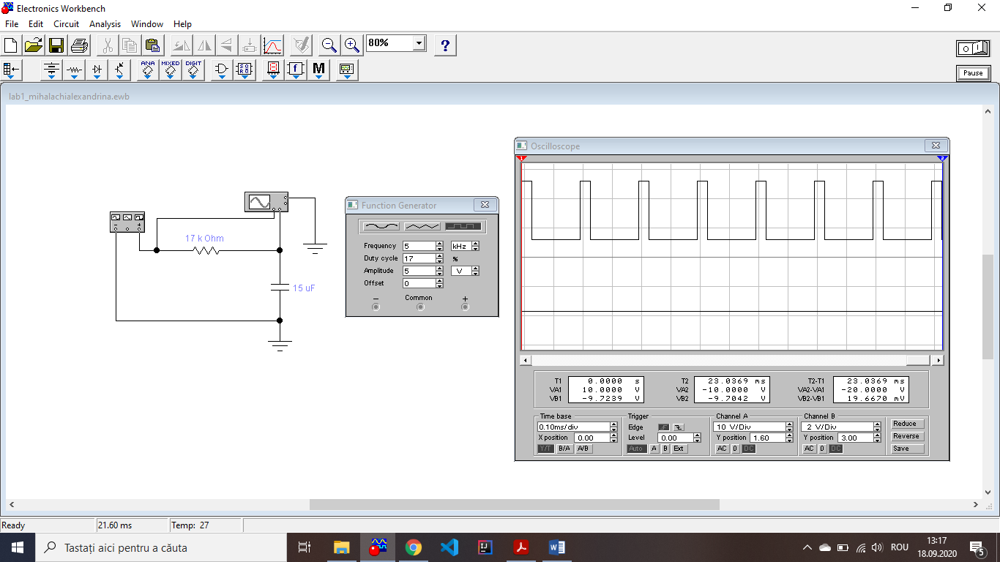 Electronics Workbench
File Edit Circuit Analysis Window Help
80% ?
ANA MIXED DIGIT
f M
O I
Pause
lab1_mihalachialexandrina.ewb
17 k Ohm
15 uF
Function Generator
Frequency 5 kHz
Duty cycle 17 %
Amplitude 5 V
Offset 0
− Common +
Oscilloscope
1 2
T1 0.0000 s T2 23.0369 ms T2-T1 23.0369 ms
VA1 10.0000 V VA2 -10.0000 V VA2-VA1 -20.0000 V
VB1 -9.7239 V VB2 -9.7042 V VB2-VB1 19.6670 mV
Time base Trigger Channel A Channel B
0.10ms/div Edge 10 V/Div 2 V/Div Reduce
X position 0.00 Level 0.00 Y position 1.60 Y position 3.00 Reverse
Y/T B/A A/B Auto A B Ext AC 0 DC AC 0 DC Save
Ready 21.60 ms Temp: 27
Tastați aici pentru a căuta
ROU
13:17
18.09.2020
5